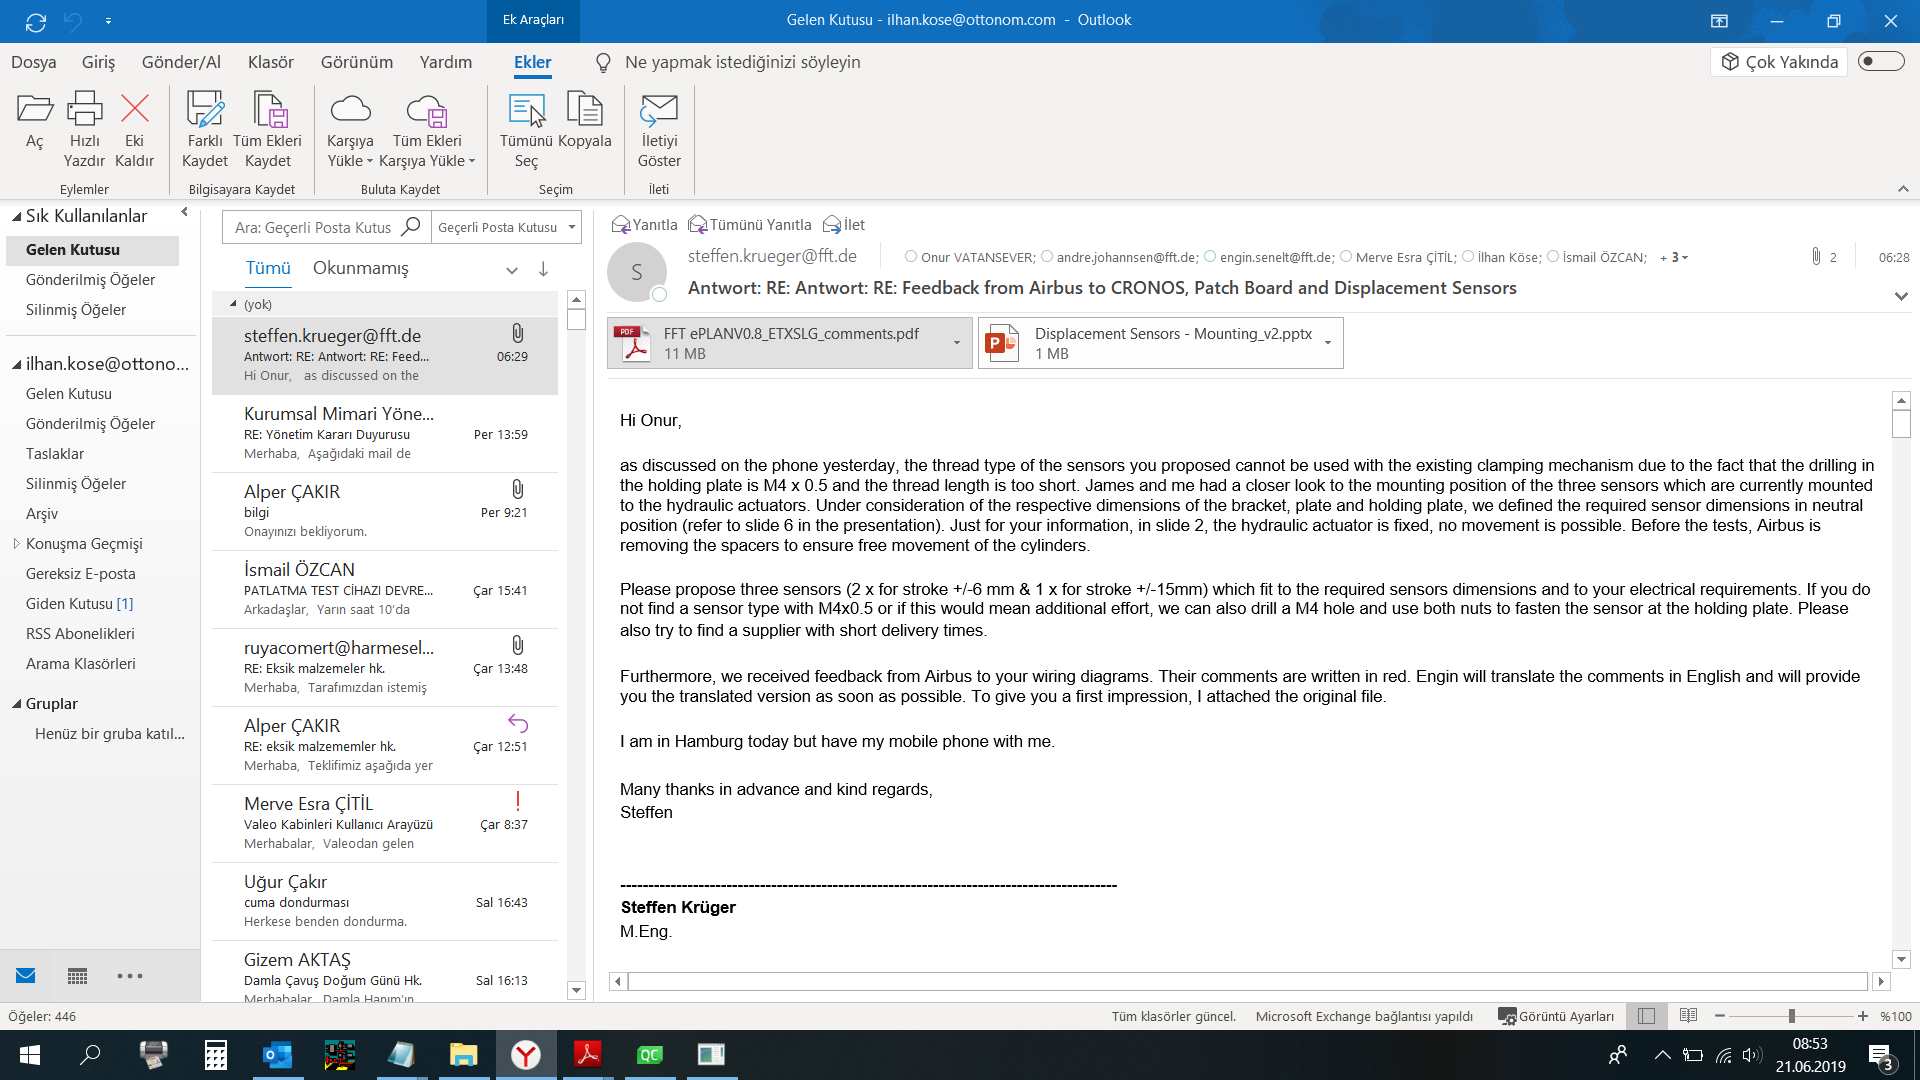 Ek Araçları
Gelen Kutusu - ilhan.kose@ottonom.com - Outlook
Dosya Giriş Gönder/Al Klasör Görünüm Yardım Ekler Ne yapmak istediğinizi söyleyin Çok Yakında
Aç
Hızlı Yazdır
Eki Kaldır
Farklı Kaydet
Tüm Ekleri Kaydet
Karşıya Yükle
Tüm Ekleri Karşıya Yükle
Tümünü Seç
Kopyala
İletiyi Göster
Eylemler
Bilgisayara Kaydet
Buluta Kaydet
Seçim
İleti
Sık Kullanılanlar
Gelen Kutusu
Gönderilmiş Öğeler
Silinmiş Öğeler
ilhan.kose@ottono...
Gelen Kutusu
Gönderilmiş Öğeler
Taslaklar
Silinmiş Öğeler
Arşiv
Konuşma Geçmişi
Gereksiz E-posta
Giden Kutusu [1]
RSS Abonelikleri
Arama Klasörleri
Gruplar
Henüz bir gruba katıl...
Ara: Geçerli Posta Kutus
Geçerli Posta Kutusu
Tümü Okunmamış
(yok)
steffen.krueger@fft.de
Antwort: RE: Antwort: RE: Feed... 06:29
Hi Onur, as discussed on the
Kurumsal Mimari Yöne...
RE: Yönetim Kararı Duyurusu Per 13:59
Merhaba, Aşağıdaki mail de
Alper ÇAKIR
bilgi Per 9:21
Onayınızı bekliyorum.
İsmail ÖZCAN
PATLATMA TEST CİHAZI DEVRE... Çar 15:41
Arkadaşlar, Yarın saat 10'da
ruyacomert@harmesel...
RE: Eksik malzemeler hk. Çar 13:48
Merhaba, Tarafımızdan istemiş
Alper ÇAKIR
RE: eksik malzememler hk. Çar 12:51
Merhaba, Teklifimiz aşağıda yer
Merve Esra ÇİTİL
Valeo Kabinleri Kullanıcı Arayüzü Çar 8:37
Merhabalar, Valeodan gelen
Uğur Çakır
cuma dondurması Sal 16:43
Herkese benden dondurma.
Gizem AKTAŞ
Damla Çavuş Doğum Günü Hk. Sal 16:13
Merhabalar Damla Hanım'ın
Yanıtla Tümünü Yanıtla İlet
S
steffen.krueger@fft.de
Onur VATANSEVER; andre.johannsen@fft.de; engin.senelt@fft.de; Merve Esra ÇİTİL; İlhan Köse; İsmail ÖZCAN; + 3
2
06:28
Antwort: RE: Antwort: RE: Feedback from Airbus to CRONOS, Patch Board and Displacement Sensors
PDF
FFT ePLANV0.8_ETXSLG_comments.pdf
11 MB
Displacement Sensors - Mounting_v2.pptx
1 MB
Hi Onur,
as discussed on the phone yesterday, the thread type of the sensors you proposed cannot be used with the existing clamping mechanism due to the fact that the drilling in
the holding plate is M4 x 0.5 and the thread length is too short. James and me had a closer look to the mounting position of the three sensors which are currently mounted
to the hydraulic actuators. Under consideration of the respective dimensions of the bracket, plate and holding plate, we defined the required sensor dimensions in neutral
position (refer to slide 6 in the presentation). Just for your information, in slide 2, the hydraulic actuator is fixed, no movement is possible. Before the tests, Airbus is
removing the spacers to ensure free movement of the cylinders.
Please propose three sensors (2 x for stroke +/-6 mm & 1 x for stroke +/-15mm) which fit to the required sensors dimensions and to your electrical requirements. If you do
not find a sensor type with M4x0.5 or if this would mean additional effort, we can also drill a M4 hole and use both nuts to fasten the sensor at the holding plate. Please
also try to find a supplier with short delivery times.
Furthermore, we received feedback from Airbus to your wiring diagrams. Their comments are written in red. Engin will translate the comments in English and will provide
you the translated version as soon as possible. To give you a first impression, I attached the original file.
I am in Hamburg today but have my mobile phone with me.
Many thanks in advance and kind regards,
Steffen
-----------------------------------------------------------------------------------------
Steffen Krüger
M.Eng.
Öğeler: 446
Tüm klasörler güncel.
Microsoft Exchange bağlantısı yapıldı
Görüntü Ayarları
%100
QC
08:53
21.06.2019
3